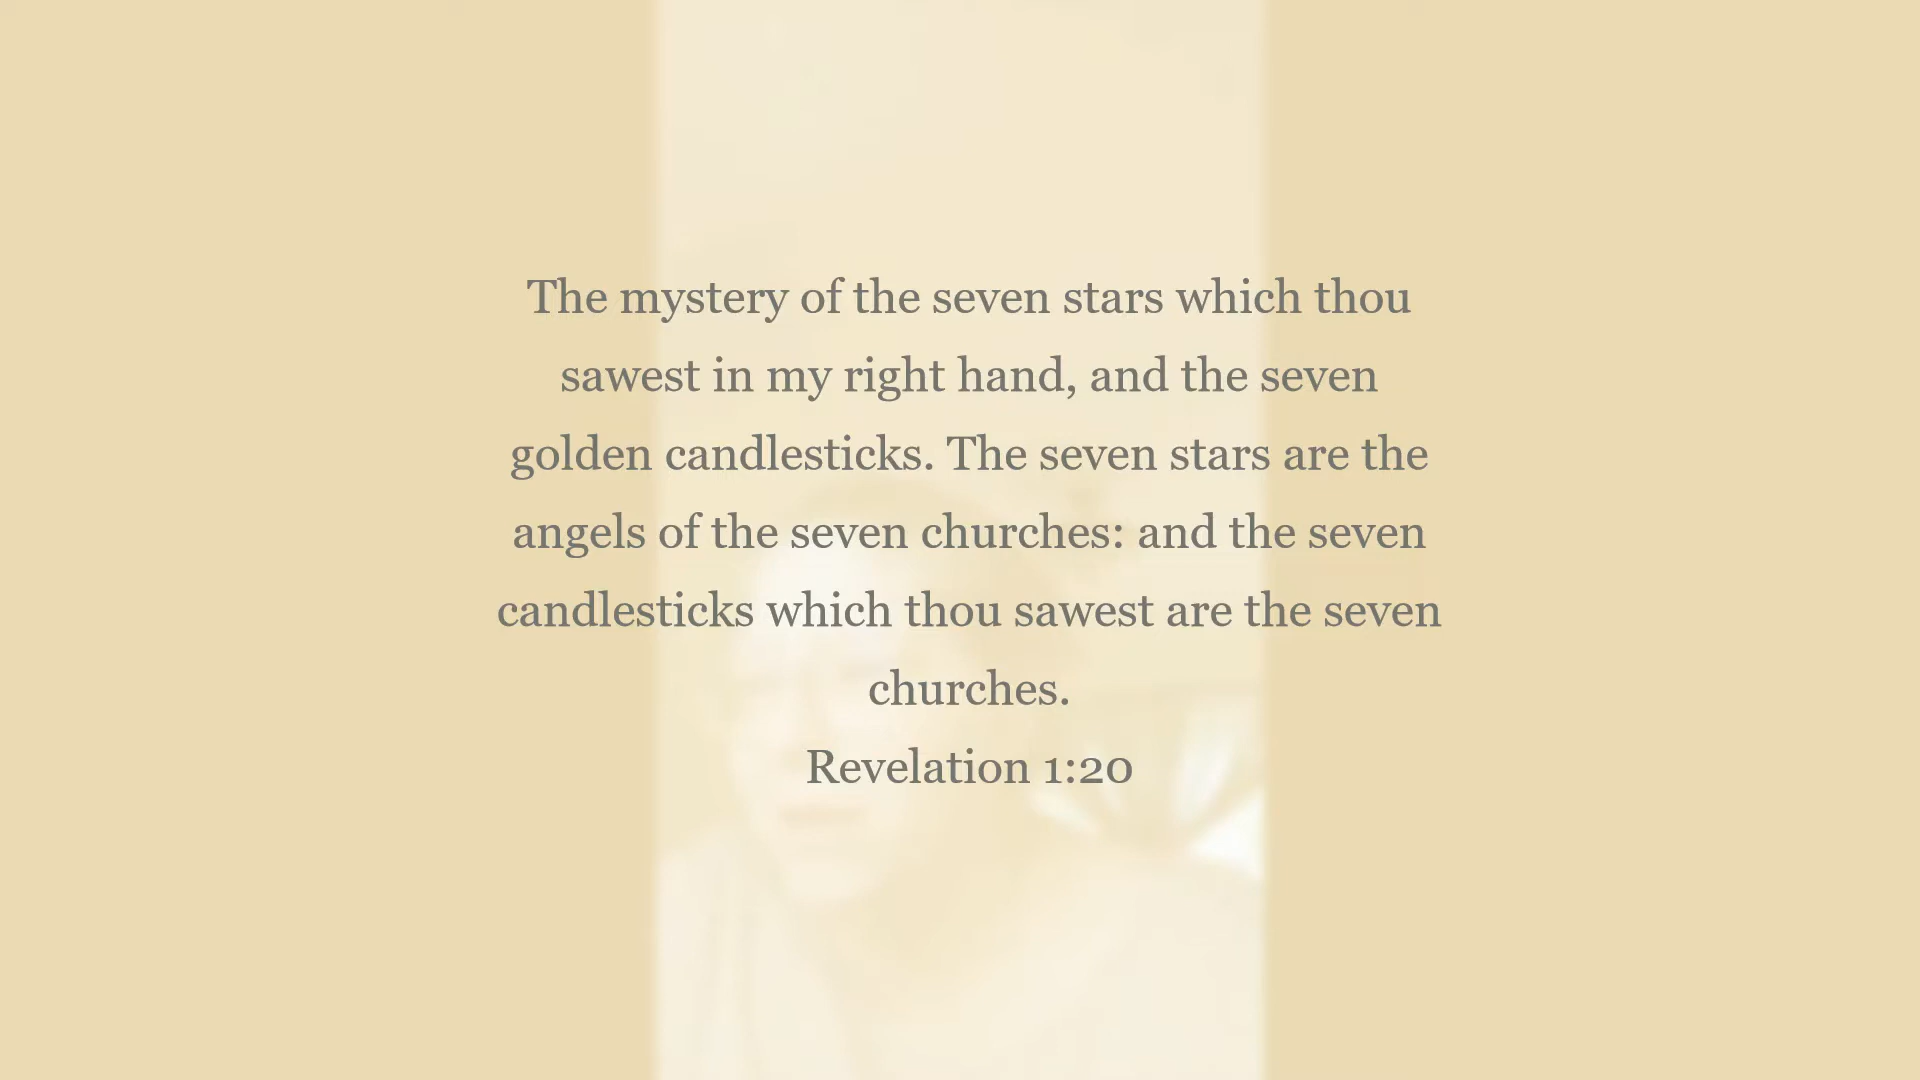 The mystery of the seven stars which thou
sawest in my right hand, and the seven
golden candlesticks. The seven stars are the
angels of the seven churches: and the seven
candlesticks which thou sawest are the seven
churches.
Revelation 1:20